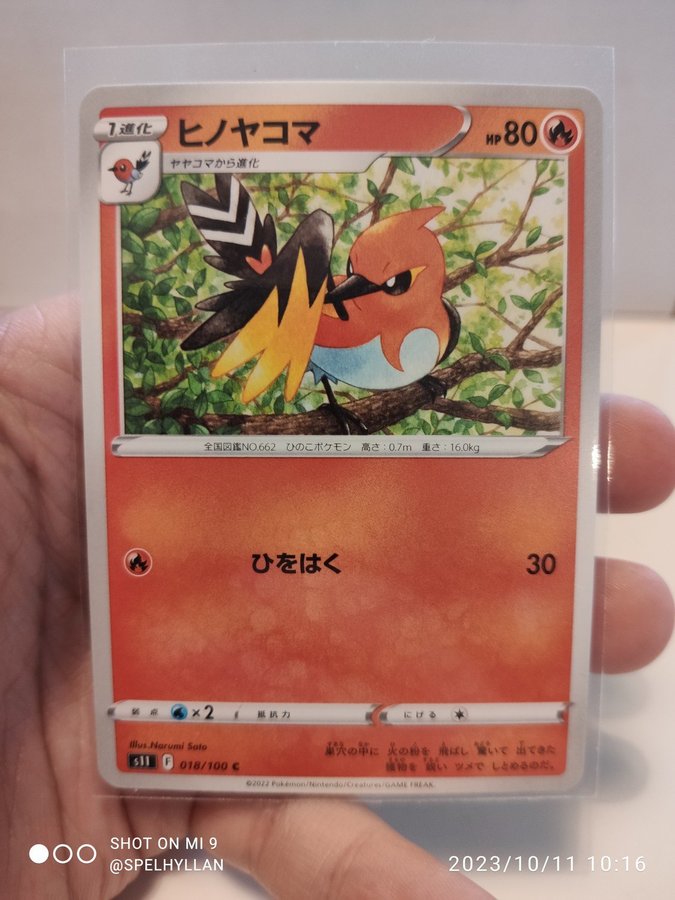 1進化
ヒノヤコマ
HP 80
ヤヤコマから進化
全国図鑑NO.662 ひのこポケモン 高さ:0.7m 重さ:16.0kg
ひをはく 30
弱点 ×2 抵抗力 にげる
Illus. Narumi Sato
巣穴の中に 火の粉を 飛ばし 驚いて 出てきた
獲物を 鋭い ツメで しとめるのだ。
s11 F 018/100 C
©2022 Pokémon/Nintendo/Creatures/GAME FREAK.
SHOT ON MI 9
@SPELHYLLAN
2023/10/11 10:16